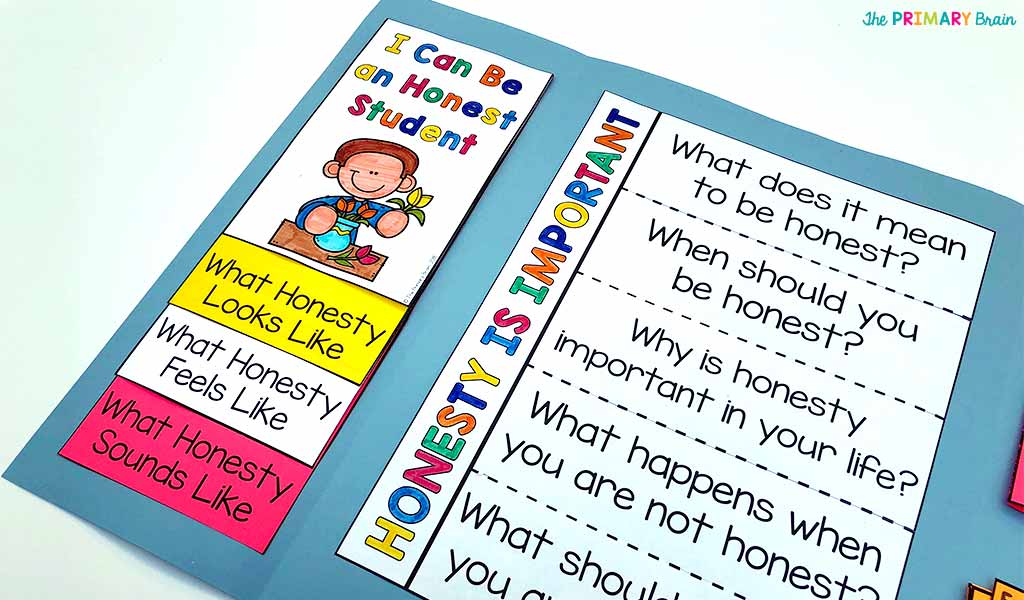 The PRIMARY Brain
I Can Be
an Honest
Student
What Honesty
Looks Like
What Honesty
Feels Like
What Honesty
Sounds Like
HONESTY IS IMPORTANT
What does it mean
to be honest?
When should you
be honest?
Why is honesty
important in your life?
What happens when
you are not honest?
What
you